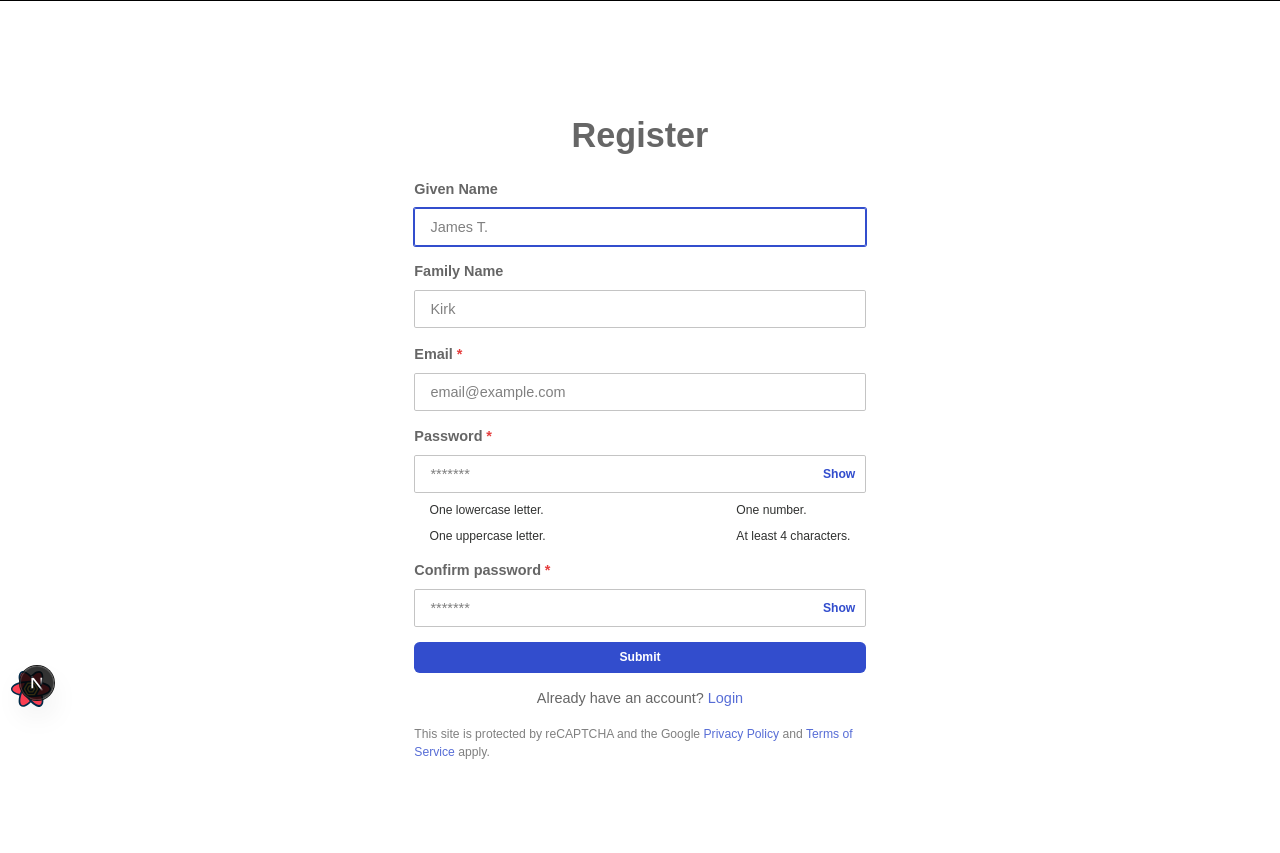 Register
Given Name
James T.
Family Name
Kirk
Email *
email@example.com
Password *
******* Show
One lowercase letter. One number.
One uppercase letter. At least 4 characters.
Confirm password *
******* Show
Submit
Already have an account? Login
This site is protected by reCAPTCHA and the Google Privacy Policy and Terms of
Service apply.
N